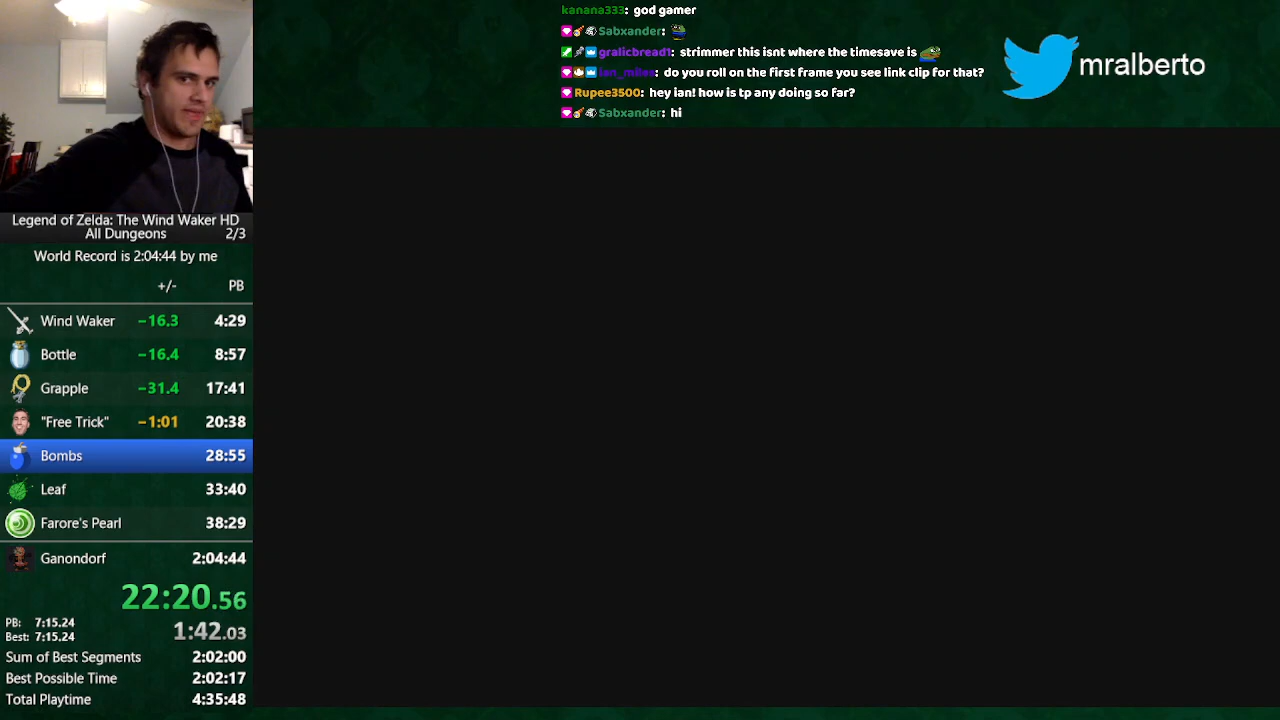 kanana333: god gamer
Sabxander:
gralicbread1: strimmer this isnt where the timesave is
ian_miles: do you roll on the first frame you see link clip for that?
Rupee3500: hey ian! how is tp any doing so far?
Sabxander: hi
mralberto
Legend of Zelda: The Wind Waker HD
All Dungeons 2/3
World Record is 2:04:44 by me
+/- PB
Wind Waker −16.3 4:29
Bottle −16.4 8:57
Grapple −31.4 17:41
"Free Trick" −1:01 20:38
Bombs 28:55
Leaf 33:40
Farore's Pearl 38:29
Ganondorf 2:04:44
22:20.56
PB: 7:15.24
Best: 7:15.24
1:42.03
Sum of Best Segments 2:02:00
Best Possible Time 2:02:17
Total Playtime 4:35:48